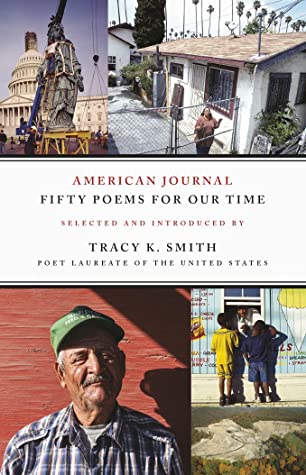 AMERICAN JOURNAL
FIFTY POEMS FOR OUR TIME
SELECTED AND INTRODUCED BY
TRACY K. SMITH
POET LAUREATE OF THE UNITED STATES